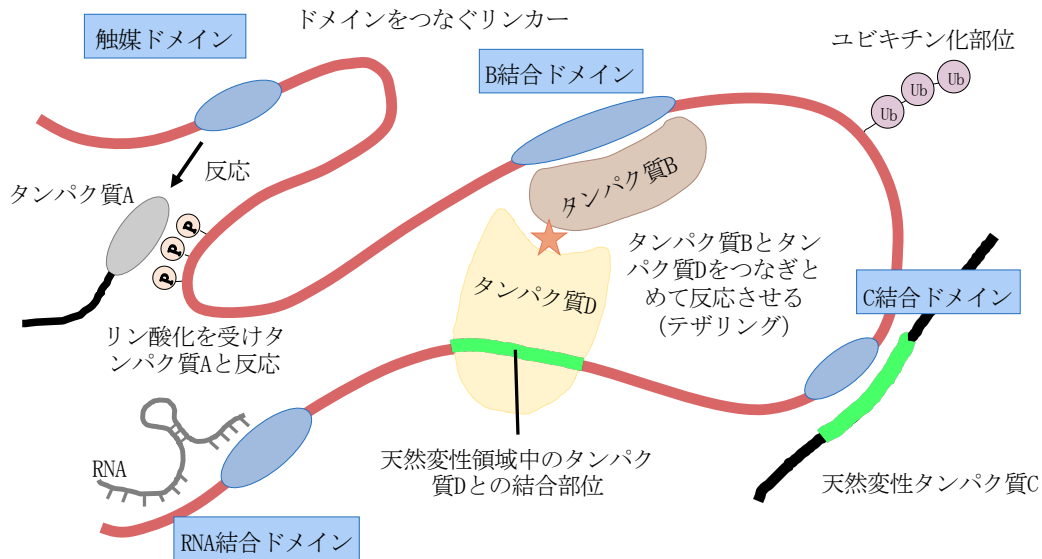 ドメインをつなぐリンカー
触媒ドメイン
B結合ドメイン
ユビキチン化部位
Ub
Ub
Ub
反応
タンパク質A
タンパク質B
P
P
P
タンパク質D
タンパク質Bとタン
パク質Dをつなぎと
めて反応させる
(テザリング)
C結合ドメイン
リン酸化を受けタ
ンパク質Aと反応
RNA
天然変性領域中のタンパク
質Dとの結合部位
天然変性タンパク質C
RNA結合ドメイン